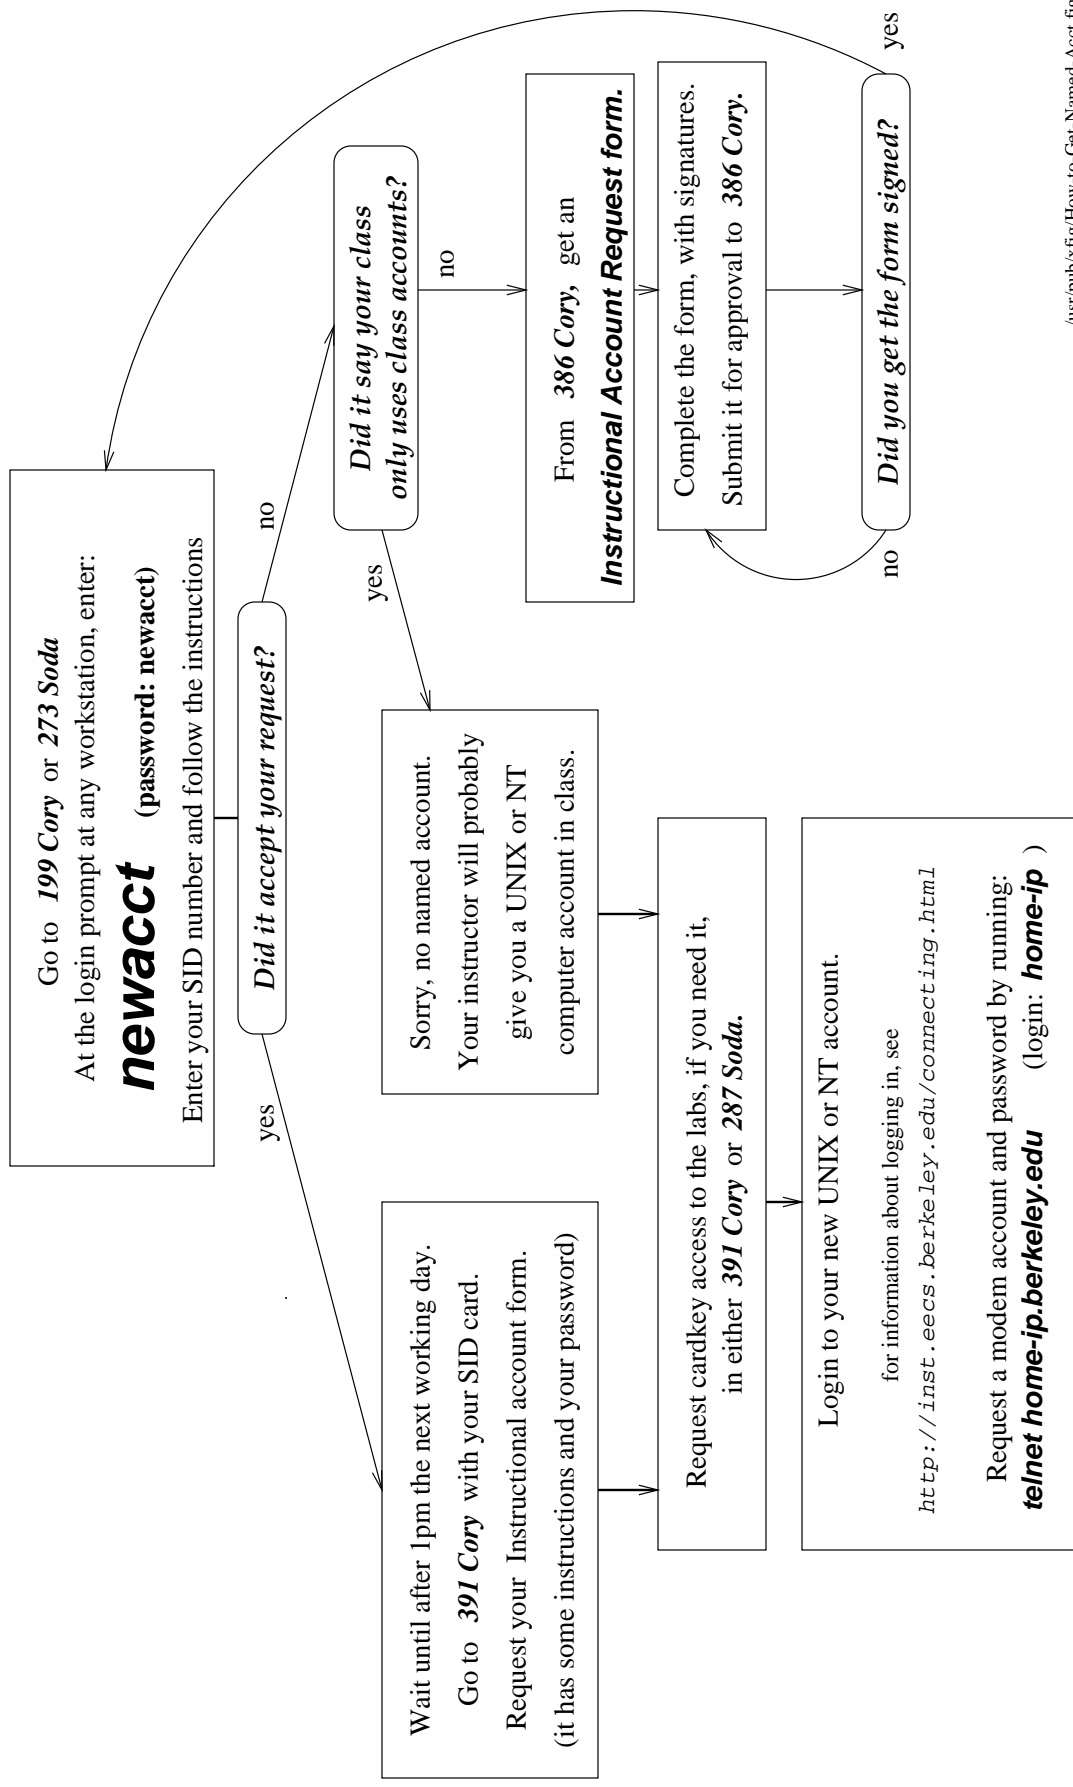 Go to 199 Cory or 273 Soda
At the login prompt at any workstation, enter:
newacct (password: newacct)
Enter your SID number and follow the instructions
Did it accept your request?
yes
no
Wait until after 1pm the next working day.
Go to 391 Cory with your SID card.
Request your Instructional account form.
(it has some instructions and your password)
Did it say your class
only uses class accounts?
yes
no
Sorry, no named account.
Your instructor will probably
give you a UNIX or NT
computer account in class.
From 386 Cory, get an
Instructional Account Request form.
Complete the form, with signatures.
Submit it for approval to 386 Cory.
Did you get the form signed?
no
yes
Request cardkey access to the labs, if you need it,
in either 391 Cory or 287 Soda.
Login to your new UNIX or NT account.
for information about logging in, see
http://inst.eecs.berkeley.edu/connecting.html
Request a modem account and password by running:
telnet home-ip.berkeley.edu (login: home-ip )
/usr/pub/xfig/How-to-Get-Named-Acct.fig